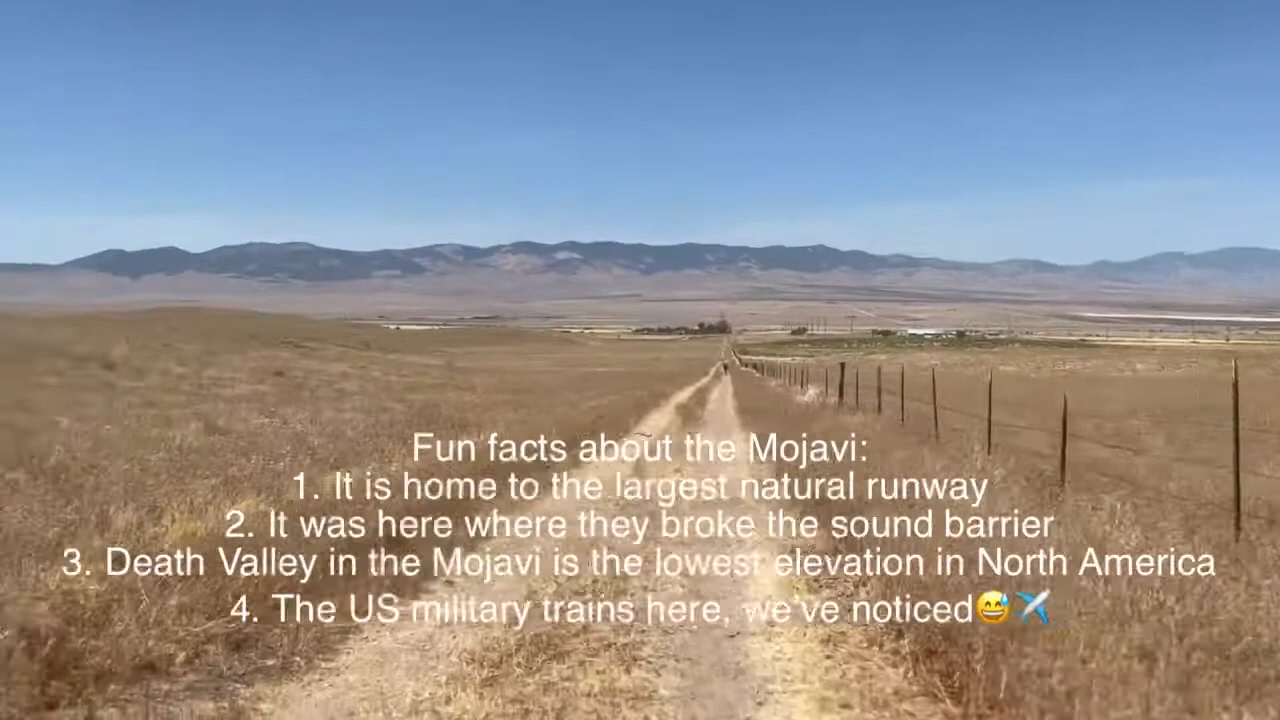 Fun facts about the Mojavi:
1. It is home to the largest natural runway
2. It was here where they broke the sound barrier
3. Death Valley in the Mojavi is the lowest elevation in North America
4. The US military trains here, we've noticed😅✈️